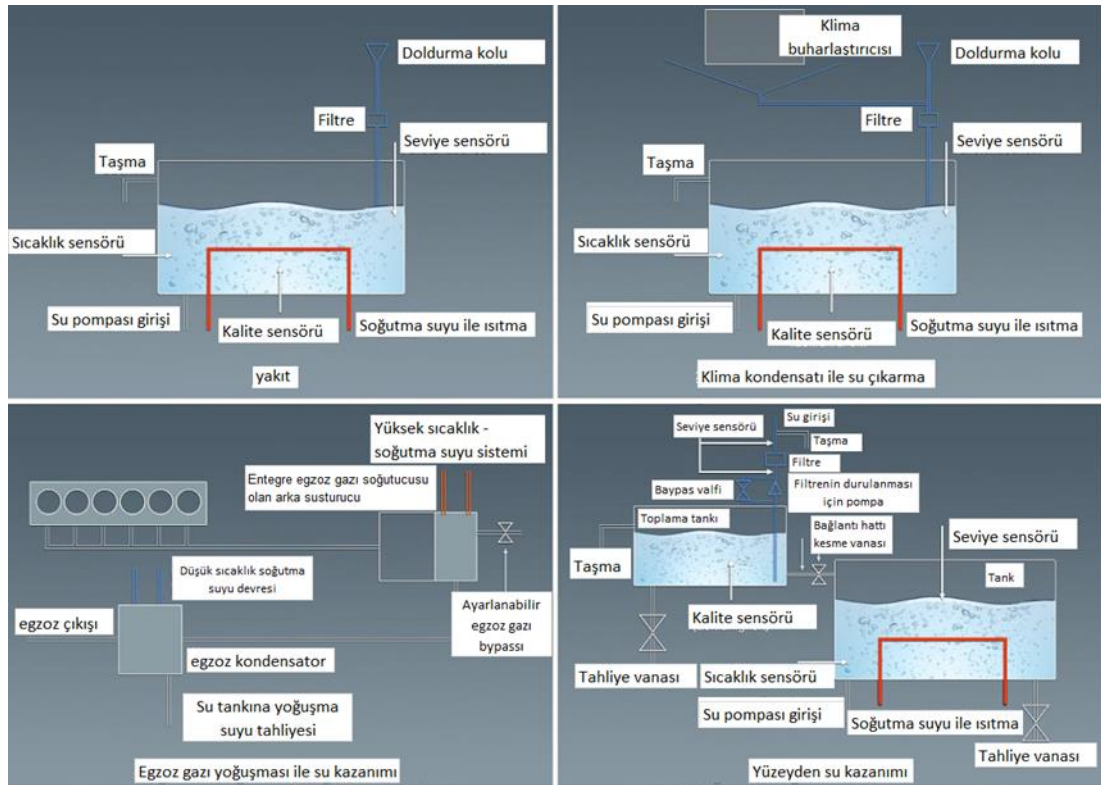 Doldurma kolu
Filtre
Seviye sensörü
Taşma
Sıcaklık sensörü
Su pompası girişi
Kalite sensörü
Soğutma suyu ile ısıtma
yakıt
Klima
buharlaştırıcısı
Doldurma kolu
Filtre
Seviye sensörü
Taşma
Sıcaklık sensörü
Su pompası girişi
Kalite sensörü
Soğutma suyu ile ısıtma
Klima kondensatı ile su çıkarma
Yüksek sıcaklık -
soğutma suyu sistemi
Entegre egzoz gazı soğutucusu
olan arka susturucu
Düşük sıcaklık soğutma
suyu devresi
egzoz çıkışı
egzoz kondensator
Ayarlanabilir
egzoz gazı
bypassı
Su tankına yoğuşma
suyu tahliyesi
Egzoz gazı yoğuşması ile su kazanımı
Su girişi
Seviye sensörü
Taşma
Filtre
Baypas valfi
Filtrenin durulanması
için pompa
Toplama tankı
Bağlantı hattı
kesme vanası
Seviye sensörü
Taşma
Tank
Kalite sensörü
Tahliye vanası
Sıcaklık sensörü
Su pompası girişi
Soğutma suyu ile ısıtma
Tahliye vanası
Yüzeyden su kazanımı